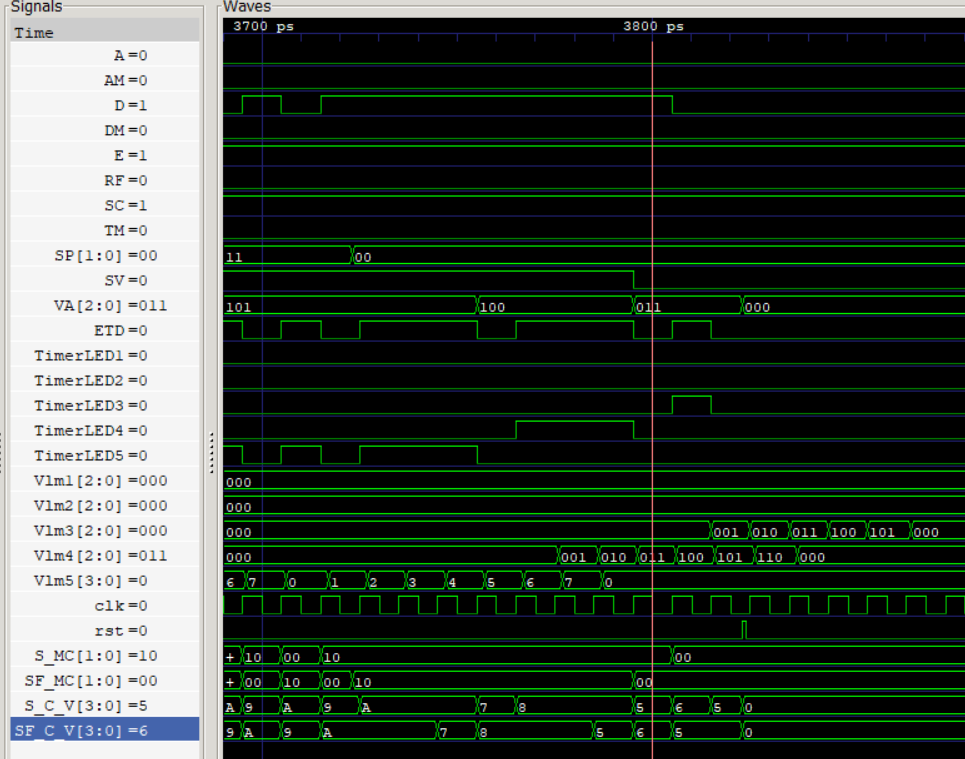 Signals
Waves
Time
3700 ps
3800 ps
A=0
AM=0
D=1
DM=0
E=1
RF=0
SC=1
TM=0
SP[1:0]=00
11 00
SV=0
VA[2:0]=011
101 100 011 000
ETD=0
TimerLED1=0
TimerLED2=0
TimerLED3=0
TimerLED4=0
TimerLED5=0
Vlm1[2:0]=000
000
Vlm2[2:0]=000
000
Vlm3[2:0]=000
000 001 010 011 100 101 000
Vlm4[2:0]=011
000 001 010 011 100 101 110 000
Vlm5[3:0]=0
6 7 0 1 2 3 4 5 6 7 0
clk=0
rst=0
S_MC[1:0]=10
+ 10 00 10 00
SF_MC[1:0]=00
+ 00 10 00 10 00
S_C_V[3:0]=5
A 9 A 9 A 7 8 5 6 5 0
SF_C_V[3:0]=6
9 A 9 A 7 8 5 6 5 0